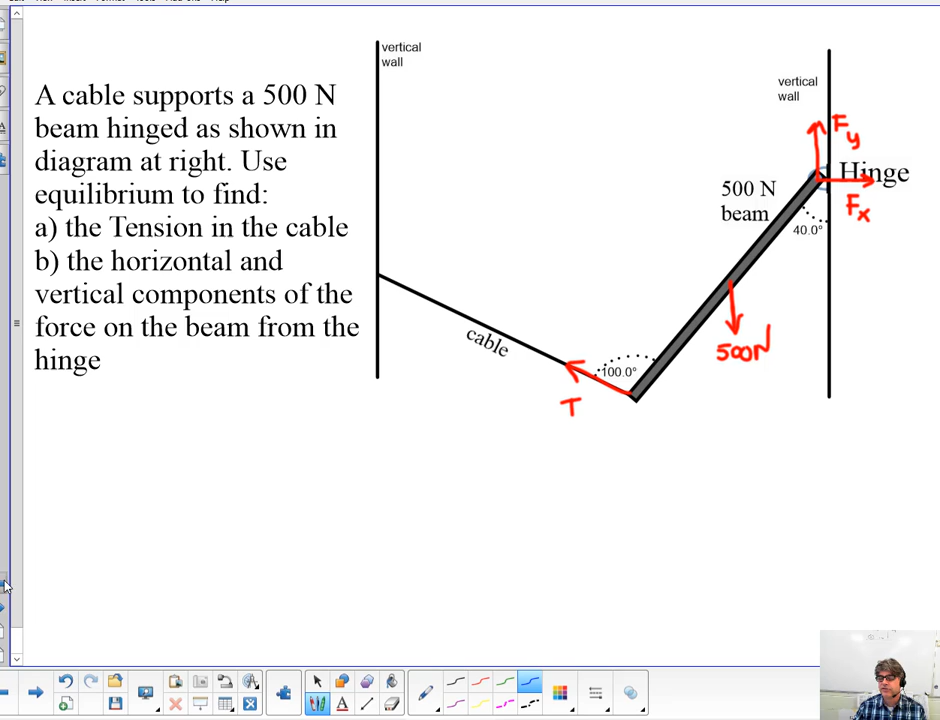 A cable supports a 500 N
beam hinged as shown in
diagram at right. Use
equilibrium to find:
a) the Tension in the cable
b) the horizontal and
vertical components of the
force on the beam from the
hinge
vertical
wall
vertical
wall
Fy
Hinge
Fx
500 N
beam
40.0°
500N
cable
100.0°
T